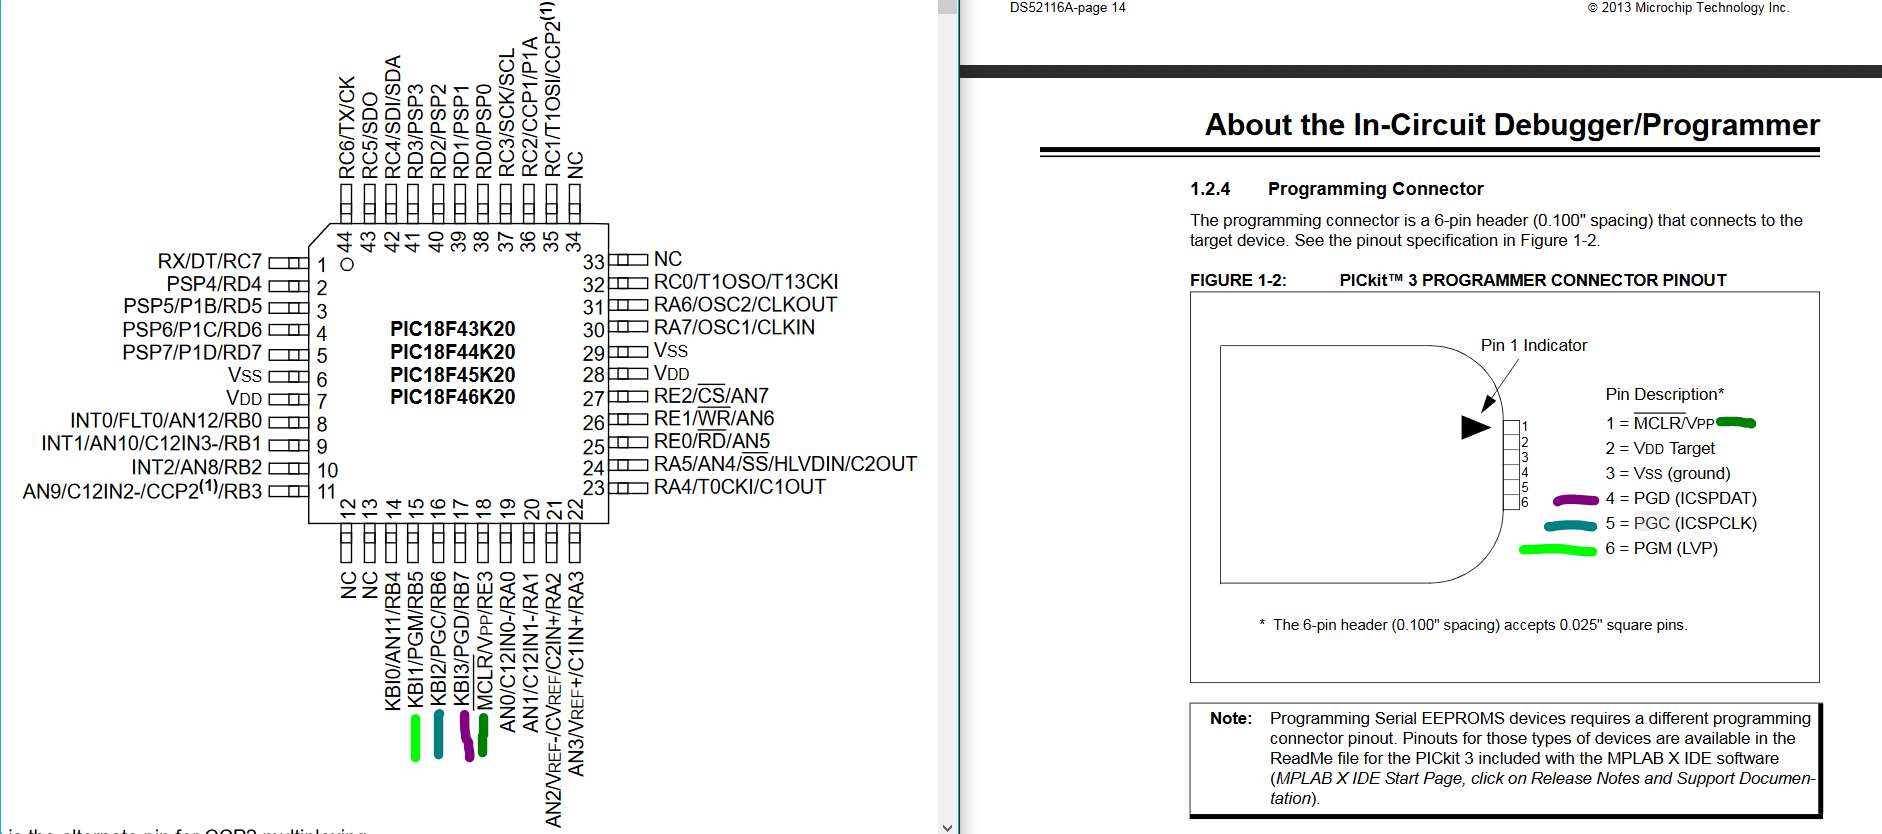 RC6/TX/CK
RC5/SDO
RC4/SDI/SDA
RD3/PSP3
RD2/PSP2
RD1/PSP1
RD0/PSP0
RC3/SCK/SCL
RC2/CCP1/P1A
RC1/T1OSI/CCP2(1)
NC
44
43
42
41
40
39
38
37
36
35
34
RX/DT/RC7 1
PSP4/RD4 2
PSP5/P1B/RD5 3
PSP6/P1C/RD6 4
PSP7/P1D/RD7 5
VSS 6
VDD 7
INT0/FLT0/AN12/RB0 8
INT1/AN10/C12IN3-/RB1 9
INT2/AN8/RB2 10
AN9/C12IN2-/CCP2(1)/RB3 11
PIC18F43K20
PIC18F44K20
PIC18F45K20
PIC18F46K20
33 NC
32 RC0/T1OSO/T13CKI
31 RA6/OSC2/CLKOUT
30 RA7/OSC1/CLKIN
29 VSS
28 VDD
27 RE2/CS/AN7
26 RE1/WR/AN6
25 RE0/RD/AN5
24 RA5/AN4/SS/HLVDIN/C2OUT
23 RA4/T0CKI/C1OUT
12
13
14
15
16
17
18
19
20
21
22
NC
NC
KBI0/AN11/RB4
KBI1/PGM/RB5
KBI2/PGC/RB6
KBI3/PGD/RB7
MCLR/VPP/RE3
AN0/C12IN0-/RA0
AN1/C12IN1-/RA1
AN2/VREF-/CVREF/C2IN+/RA2
AN3/VREF+/C1IN+/RA3
is the alternate pin for CCP2 multiplexing
DS52116A-page 14
© 2013 Microchip Technology Inc.
About the In-Circuit Debugger/Programmer
1.2.4 Programming Connector
The programming connector is a 6-pin header (0.100" spacing) that connects to the
target device. See the pinout specification in Figure 1-2.
FIGURE 1-2: PICkit™ 3 PROGRAMMER CONNECTOR PINOUT
Pin 1 Indicator
1
2
3
4
5
6
Pin Description*
1 = MCLR/VPP
2 = VDD Target
3 = VSS (ground)
4 = PGD (ICSPDAT)
5 = PGC (ICSPCLK)
6 = PGM (LVP)
* The 6-pin header (0.100" spacing) accepts 0.025" square pins.
Note: Programming Serial EEPROMS devices requires a different programming
connector pinout. Pinouts for those types of devices are available in the
ReadMe file for the PICkit 3 included with the MPLAB X IDE software
(MPLAB X IDE Start Page, click on Release Notes and Support Documen-
tation).